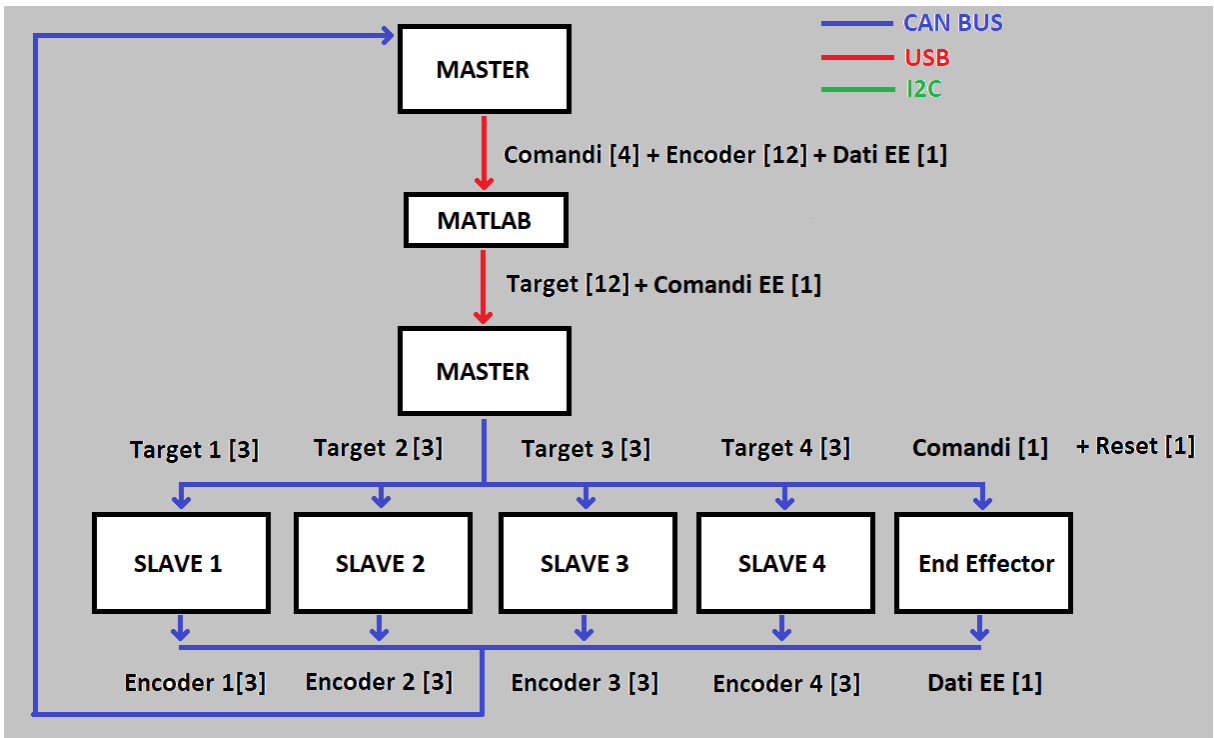 CAN BUS
USB
I2C
MASTER
Comandi [4] + Encoder [12] + Dati EE [1]
MATLAB
Target [12] + Comandi EE [1]
MASTER
Target 1 [3] Target 2 [3] Target 3 [3] Target 4 [3] Comandi [1] + Reset [1]
SLAVE 1 SLAVE 2 SLAVE 3 SLAVE 4 End Effector
Encoder 1[3] Encoder 2 [3] Encoder 3 [3] Encoder 4 [3] Dati EE [1]